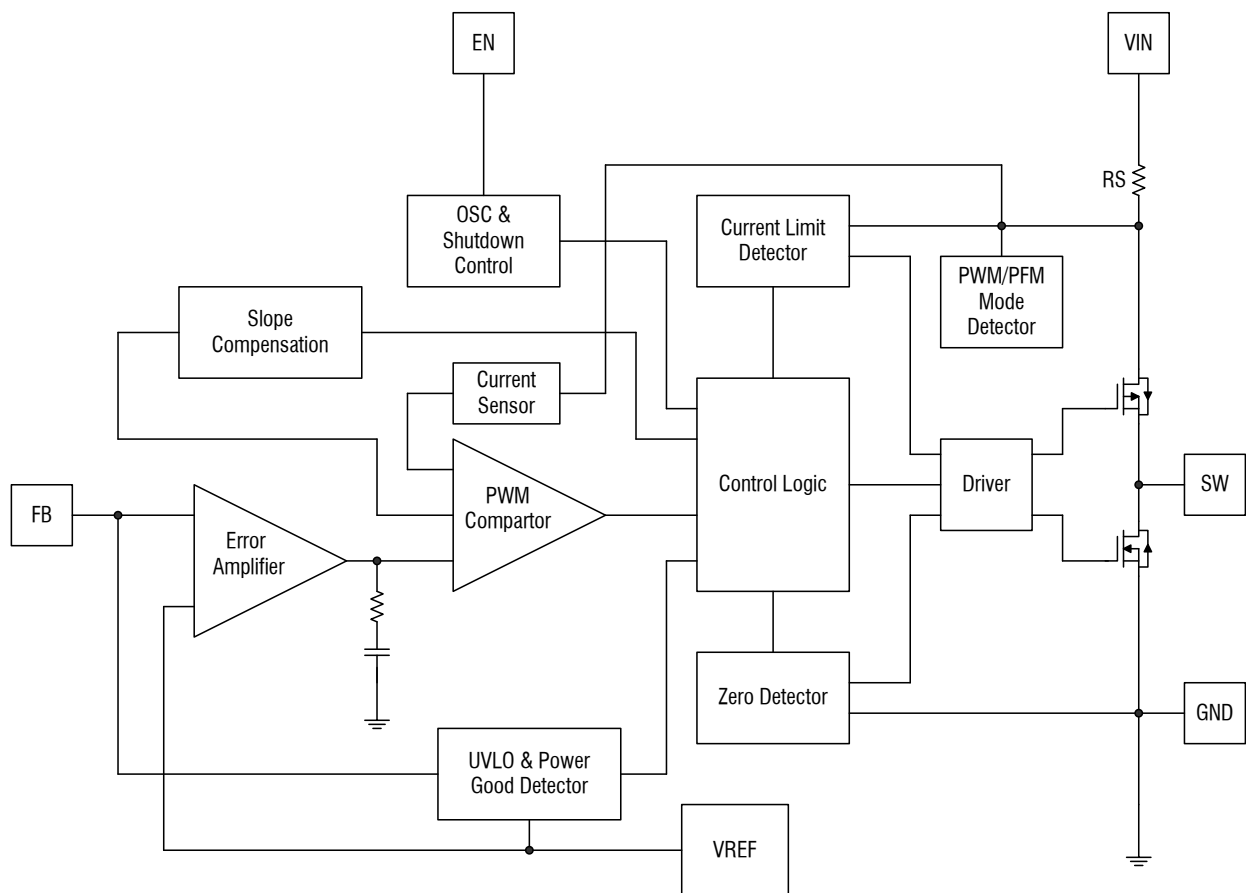 EN
VIN
RS
OSC &
Shutdown
Control
Current Limit
Detector
PWM/PFM
Mode
Detector
Slope
Compensation
Current
Sensor
FB
Error
Amplifier
PWM
Compartor
Control Logic
Driver
SW
Zero Detector
GND
UVLO & Power
Good Detector
VREF